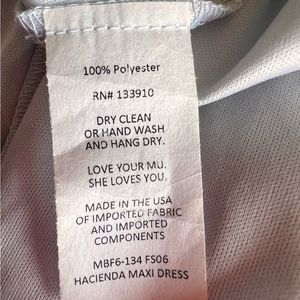 100% Polyester
RN# 133910
DRY CLEAN
OR HAND WASH
AND HANG DRY.
LOVE YOUR MU.
SHE LOVES YOU.
MADE IN THE USA
OF IMPORTED FABRIC
AND IMPORTED
COMPONENTS
MBF6-134 FS06
HACIENDA MAXI DRESS